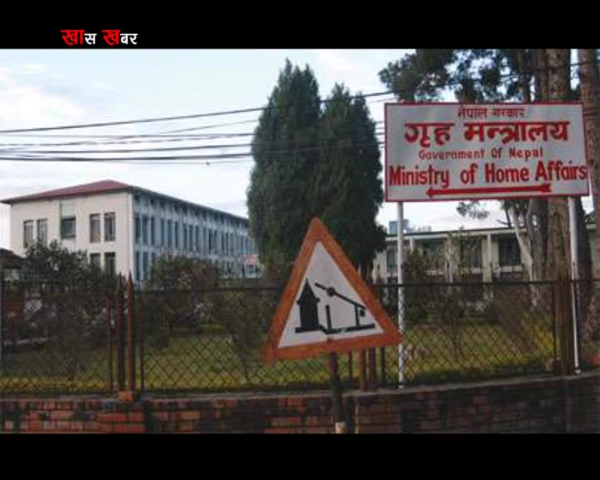 खास खबर
नेपाल सरकार
गृह मन्त्रालय
Government Of Nepal
Ministry of Home Affairs